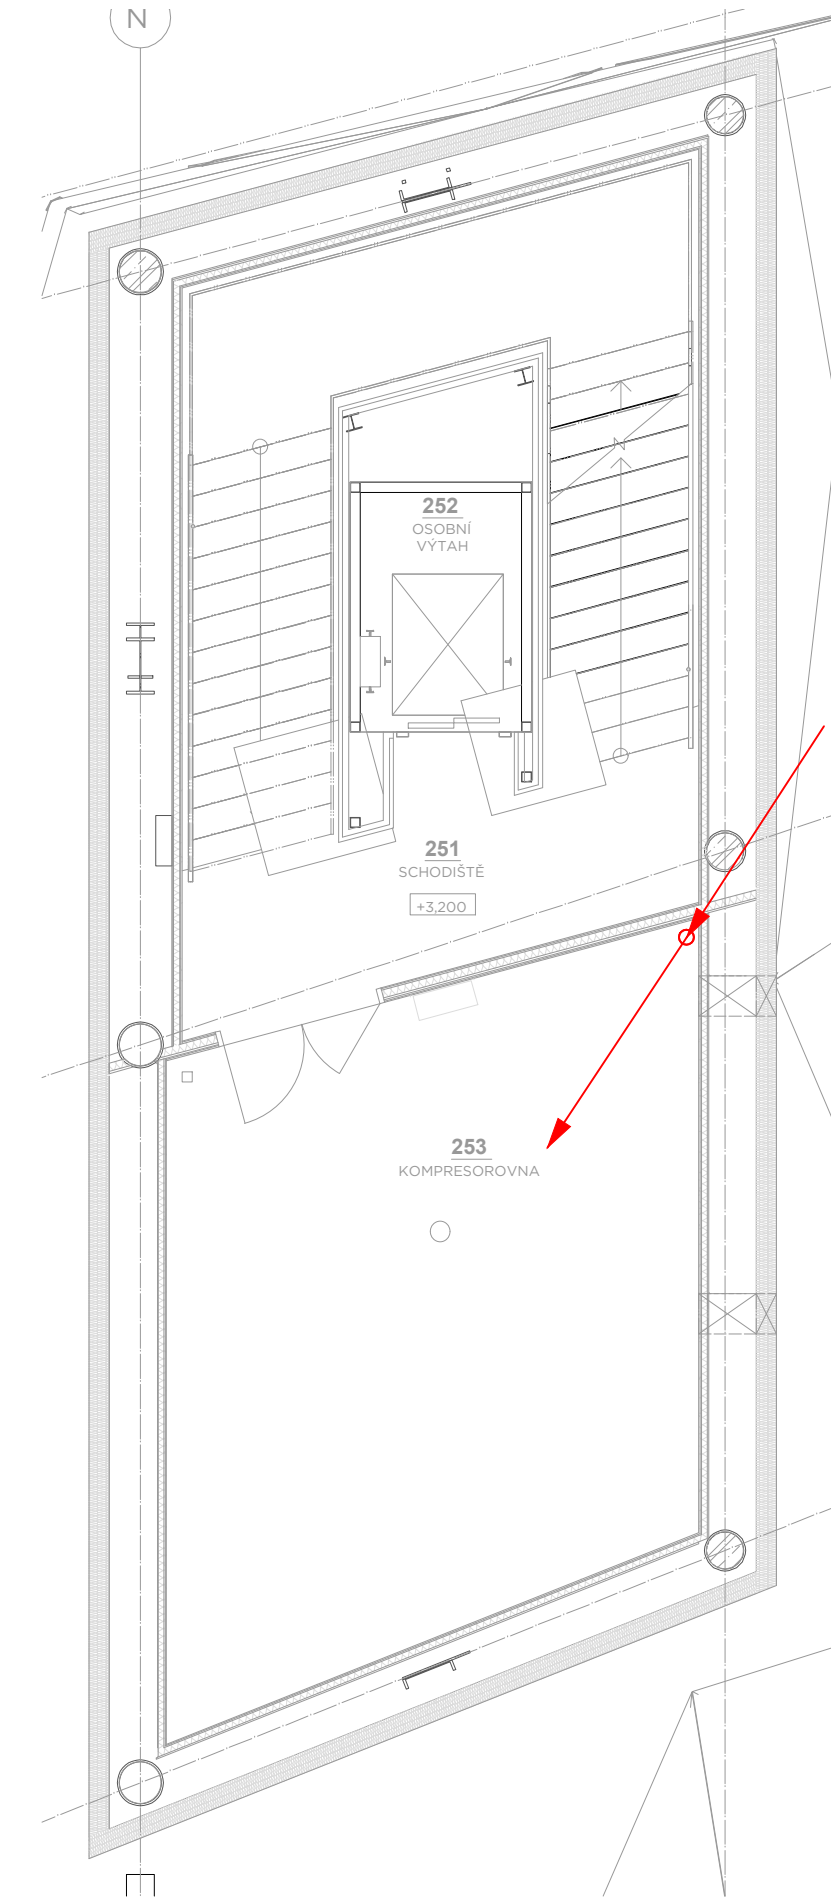 N
252
OSOBNÍ
VÝTAH
N
251
SCHODIŠTĚ
+3,200
253
KOMPRESOROVNA